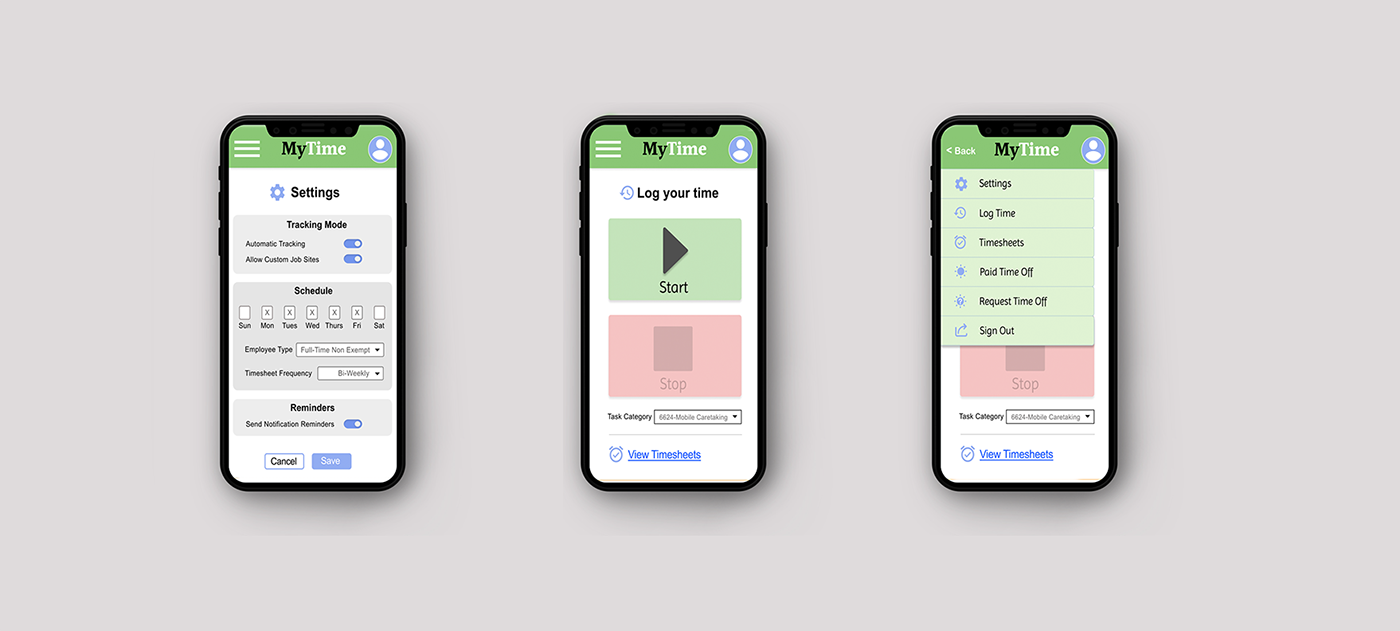 MyTime
Settings
Tracking Mode
Automatic Tracking
Allow Custom Job Sites
Schedule
X X X X X
Sun Mon Tues Wed Thurs Fri Sat
Employee Type Full-Time Non Exempt
Timesheet Frequency Bi-Weekly
Reminders
Send Notification Reminders
Cancel Save
MyTime
Log your time
Start
Stop
Task Category 6624-Mobile Caretaking
View Timesheets
< Back MyTime
Settings
Log Time
Timesheets
Paid Time Off
Request Time Off
Sign Out
Stop
Task Category 6624-Mobile Caretaking
View Timesheets